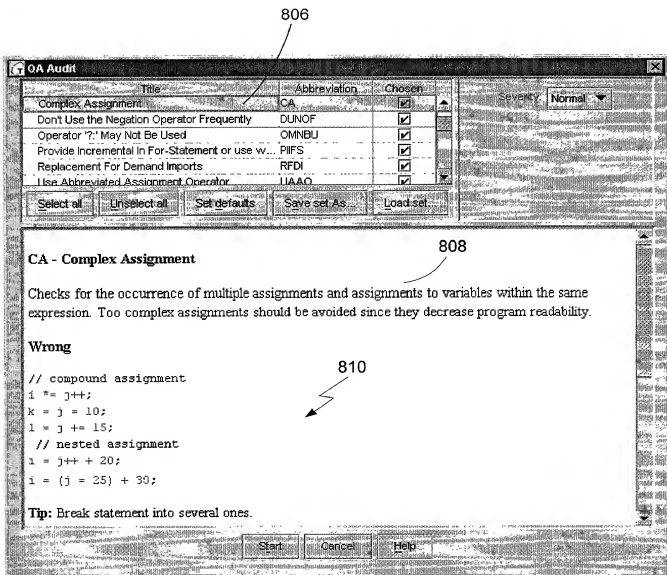 806
QA Audit
Title Abbreviation Chosen
Complex Assignment CA
Don't Use the Negation Operator Frequently DUNOF
Operator '?:' May Not Be Used OMNBU
Provide Incremental In For-Statement or use w... PIIFS
Replacement For Demand Imports RFDI
Use Abbreviated Assignment Operator UAAO
Severity: Normal
Select all Unselect all Set defaults Save set As... Load set...
CA - Complex Assignment
808
Checks for the occurrence of multiple assignments and assignments to variables within the same
expression. Too complex assignments should be avoided since they decrease program readability.
Wrong
810
// compound assignment
i *= j++;
k = j = 10;
l = j += 15;
// nested assignment
i = j++ + 20;
i = (j = 25) + 30;
Tip: Break statement into several ones.
Start Cancel Help